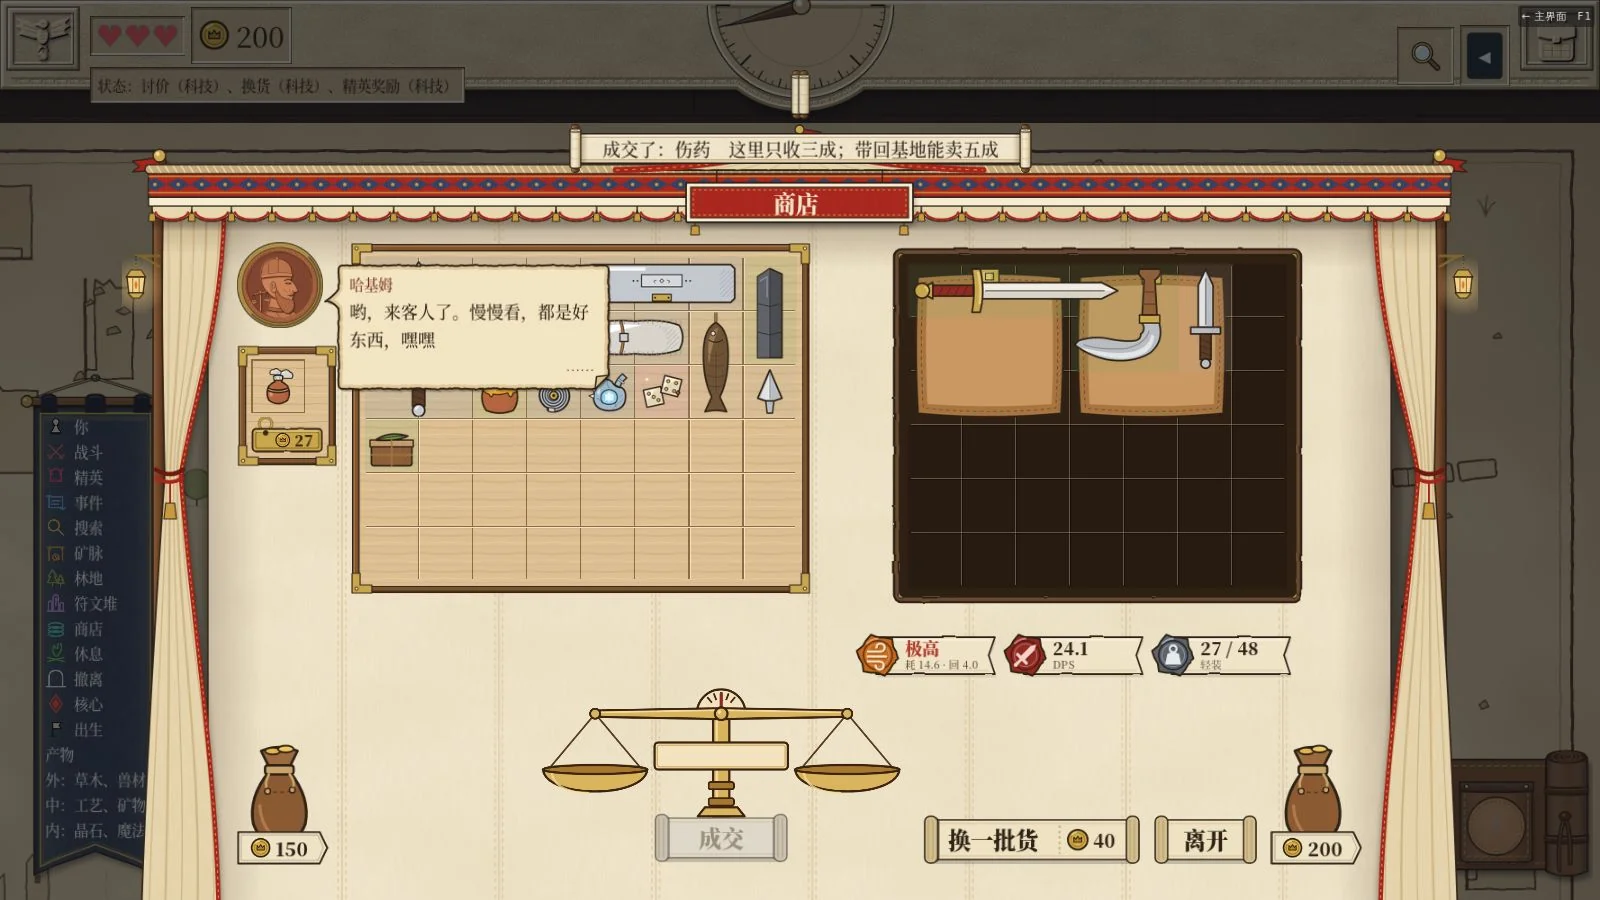 200
← 主界面 F1
状态：讨价（科技）、换货（科技）、精英奖励（科技）
成交了：伤药 这里只收三成；带回基地能卖五成
商店
哈基姆
哟，来客人了。慢慢看，都是好
东西，嘿嘿
……
27
你
战斗
精英
事件
搜索
矿脉
林地
符文堆
商店
休息
撤离
核心
出生
产物
外：草木、兽材
中：工艺、矿物
内：晶石、魔法
极高
耗 14.6 · 回 4.0
24.1
DPS
27 / 48
轻装
150
成交
换一批货 40
离开
200